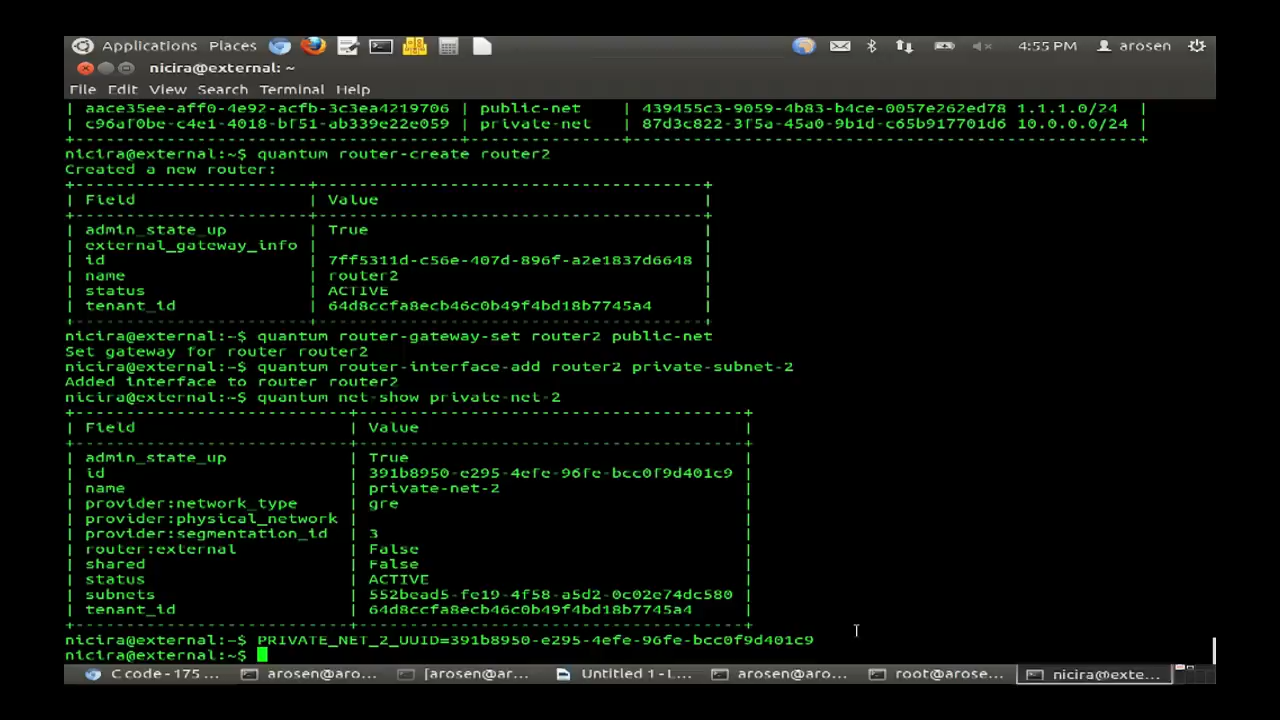 Applications Places 4:55 PM arosen
nicira@external: ~
File Edit View Search Terminal Help
| aace35ee-aff0-4e92-acfb-3c3ea4219706 | public-net | 439455c3-9059-4b83-b4ce-0057e262ed78 1.1.1.0/24 |
| c96af0be-c4e1-4018-bf51-ab339e22e059 | private-net | 87d3c822-3f5a-45a0-9b1d-c65b917701d6 10.0.0.0/24 |
nicira@external:~$ quantum router-create router2
Created a new router:
| Field | Value |
| admin_state_up | True |
| external_gateway_info | |
| id | 7ff5311d-c56e-407d-896f-a2e1837d6648 |
| name | router2 |
| status | ACTIVE |
| tenant_id | 64d8ccfa8ecb46c0b49f4bd18b7745a4 |
nicira@external:~$ quantum router-gateway-set router2 public-net
Set gateway for router router2
nicira@external:~$ quantum router-interface-add router2 private-subnet-2
Added interface to router router2
nicira@external:~$ quantum net-show private-net-2
| Field | Value |
| admin_state_up | True |
| id | 391b8950-e295-4efe-96fe-bcc0f9d401c9 |
| name | private-net-2 |
| provider:network_type | gre |
| provider:physical_network | |
| provider:segmentation_id | 3 |
| router:external | False |
| shared | False |
| status | ACTIVE |
| subnets | 552bead5-fe19-4f58-a5d2-0c02e74dc580 |
| tenant_id | 64d8ccfa8ecb46c0b49f4bd18b7745a4 |
nicira@external:~$ PRIVATE_NET_2_UUID=391b8950-e295-4efe-96fe-bcc0f9d401c9
nicira@external:~$
C code - 175 ... arosen@aro... [arosen@ar... Untitled 1 - L... arosen@aro... root@arose... nicira@exte...